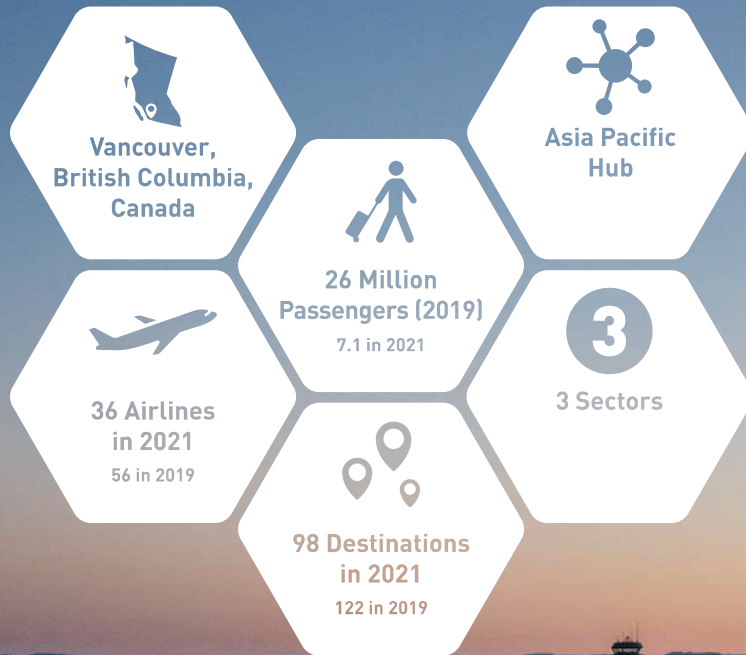 Vancouver,
British Columbia,
Canada
Asia Pacific
Hub
26 Million
Passengers (2019)
7.1 in 2021
36 Airlines
in 2021
56 in 2019
3
3 Sectors
98 Destinations
in 2021
122 in 2019